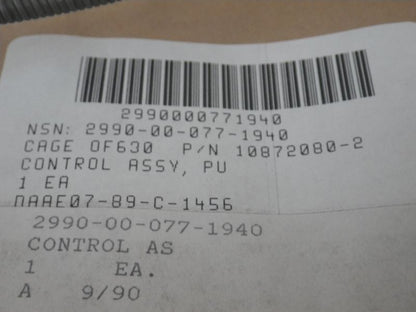 2990000771940
NSN: 2990-00-077-1940
CAGE OF630 P/N 10872080-2
CONTROL ASSY, PU
1 EA
DAAE07-89-C-1456
2990-00-077-1940
CONTROL AS
1 EA.
A 9/90